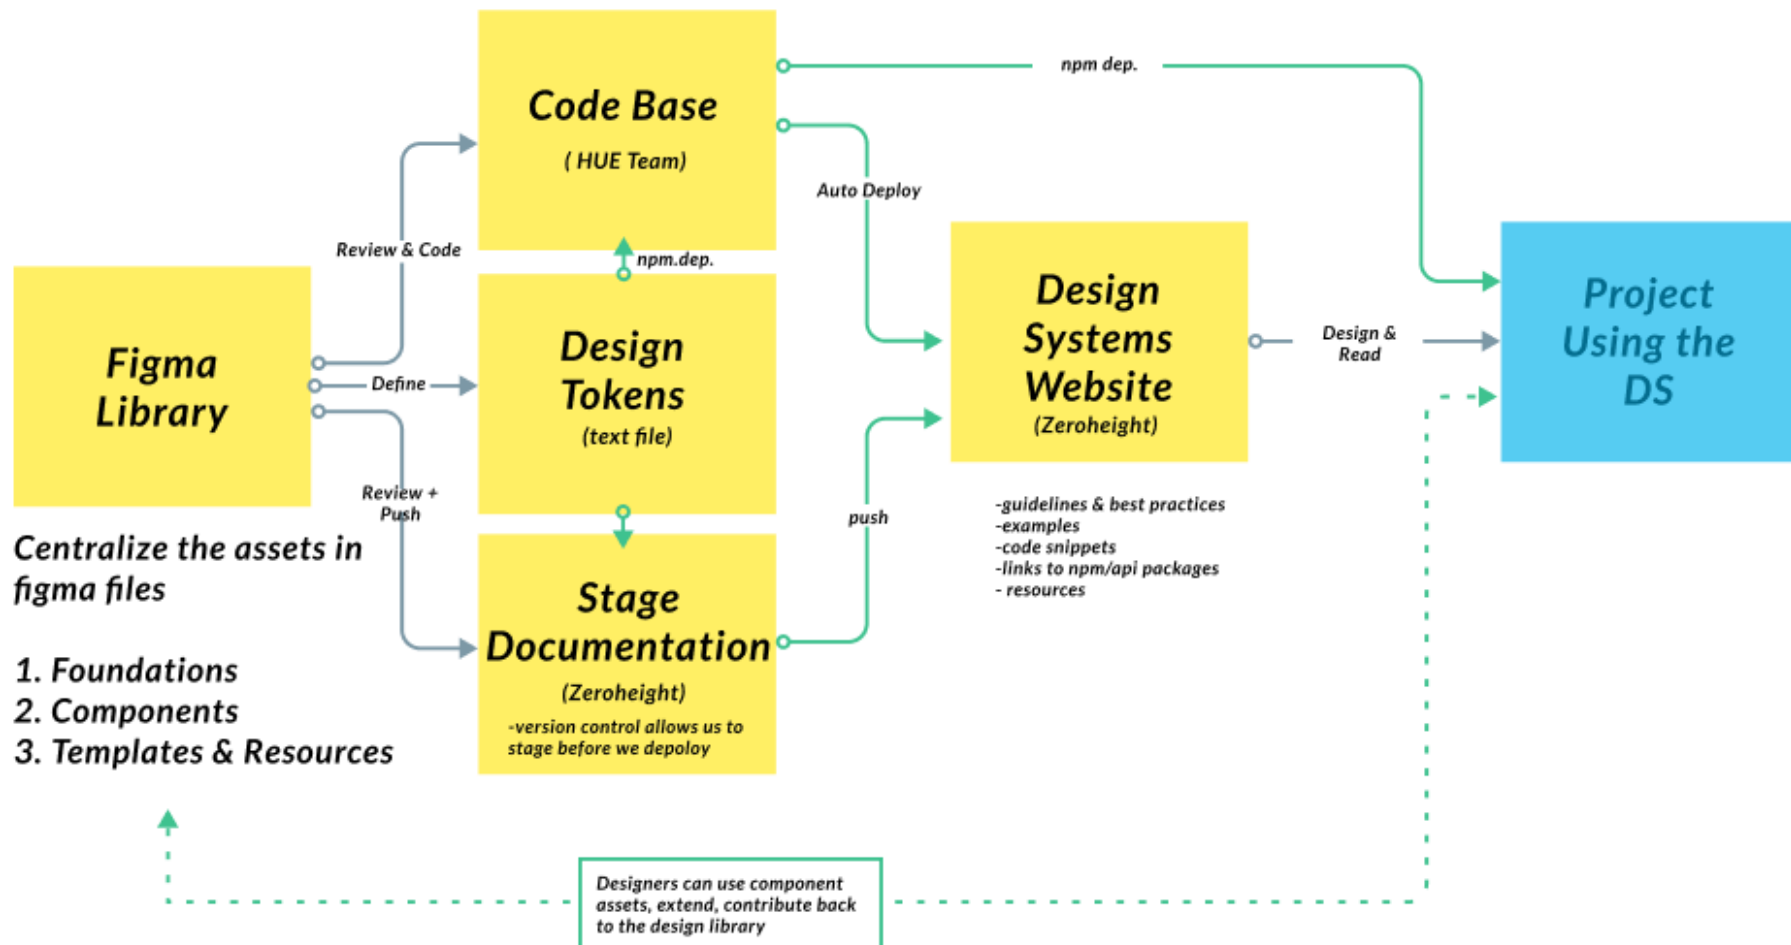 Code Base
( HUE Team)
npm dep.
Auto Deploy
Review & Code
npm.dep.
Figma
Library
Define
Design
Tokens
(text file)
Design
Systems
Website
(Zeroheight)
Design &
Read
Project
Using the
DS
Review +
Push
push
-guidelines & best practices
-examples
-code snippets
-links to npm/api packages
- resources
Centralize the assets in
figma files
1. Foundations
2. Components
3. Templates & Resources
Stage
Documentation
(Zeroheight)
-version control allows us to
stage before we depoloy
Designers can use component
assets, extend, contribute back
to the design library